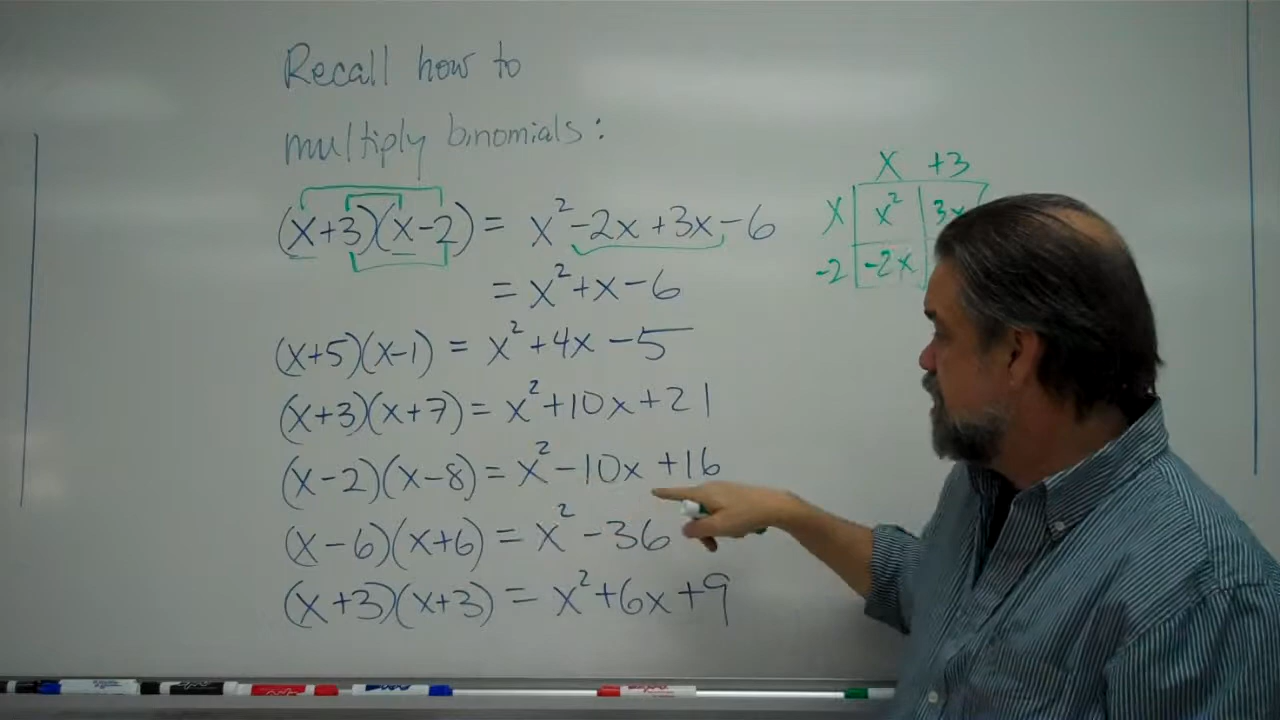 Recall how to
multiply binomials:
(x+3)(x-2) = x² -2x +3x -6
= x² +x -6
(x+5)(x-1) = x² +4x -5
(x+3)(x+7) = x² +10x +21
(x-2)(x-8) = x² -10x +16
(x-6)(x+6) = x² -36
(x+3)(x+3) = x² +6x +9
x +3
x x² 3x
-2 -2x